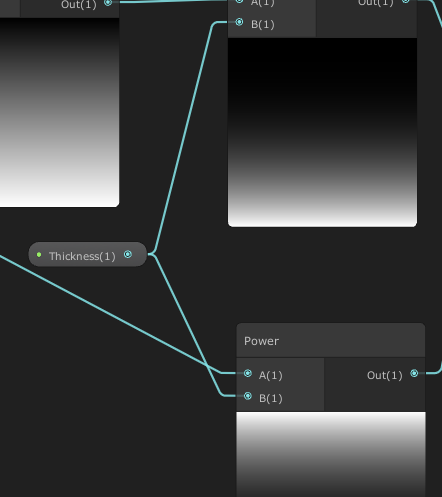 Out(1)
A(1)
Out(1)
B(1)
Thickness(1)
Power
A(1)
Out(1)
B(1)